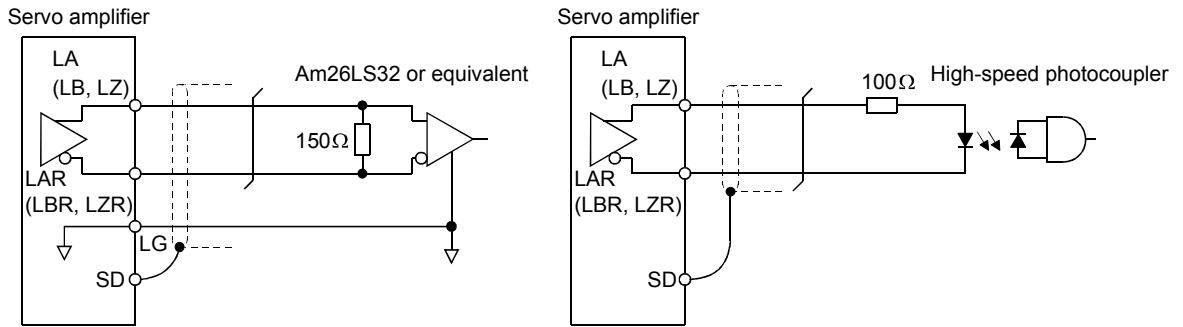 Servo amplifier
LA
(LB, LZ)
Am26LS32 or equivalent
150Ω
LAR
(LBR, LZR)
LG
SD
Servo amplifier
LA
(LB, LZ)
100Ω
High-speed photocoupler
LAR
(LBR, LZR)
SD